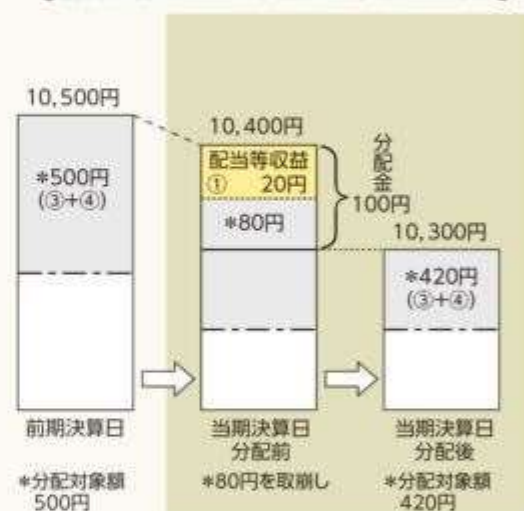 10,500円
*500円
(③+④)
前期決算日
*分配対象額
500円
10,400円
配当等収益
① 20円
*80円
分配金
100円
当期決算日
分配前
*80円を取崩し
10,300円
*420円
(③+④)
当期決算日
分配後
*分配対象額
420円